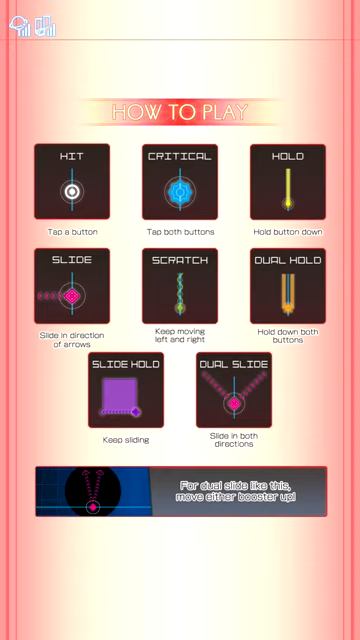 HOW TO PLAY
HIT
CRITICAL
HOLD
Tap a button
Tap both buttons
Hold button down
SLIDE
SCRATCH
DUAL HOLD
Slide in direction
of arrows
Keep moving
left and right
Hold down both
buttons
SLIDE HOLD
DUAL SLIDE
Keep sliding
Slide in both
directions
For dual slide like this,
move either booster up!